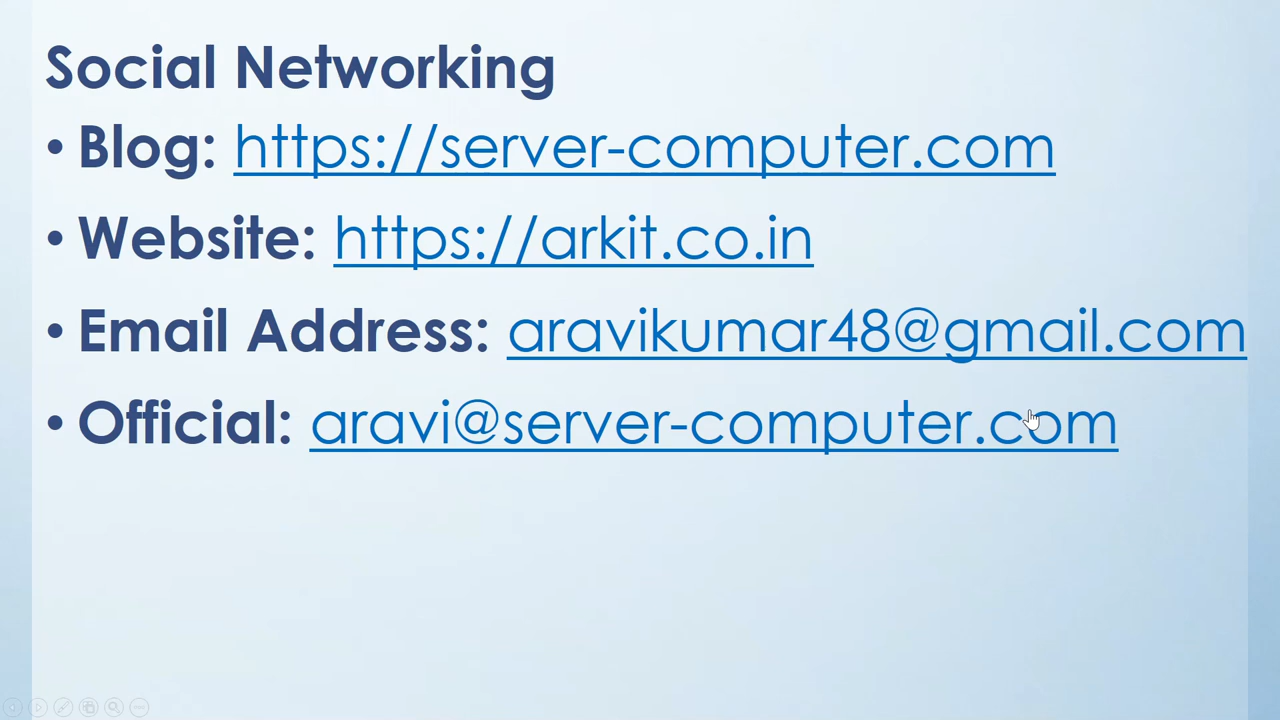 Social Networking
• Blog: https://server-computer.com
• Website: https://arkit.co.in
• Email Address: aravikumar48@gmail.com
• Official: aravi@server-computer.com